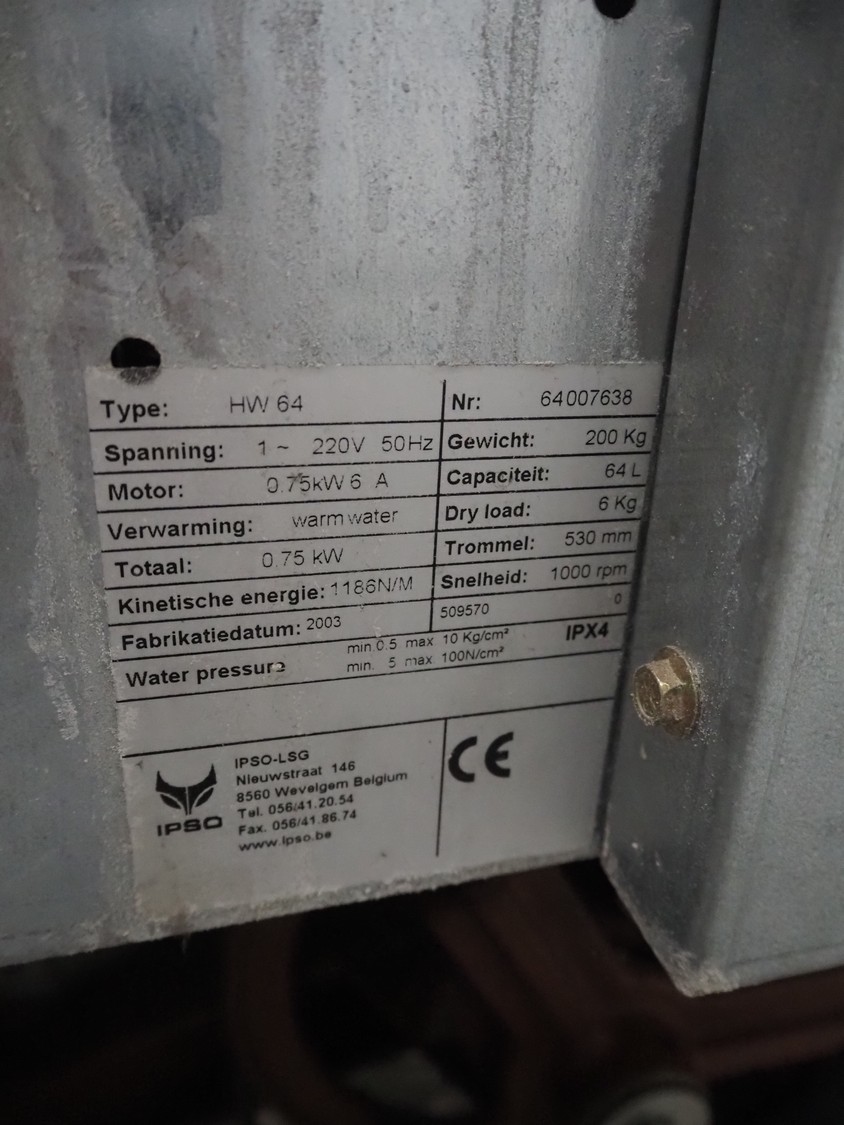 Type: HW 64 Nr: 64007638
Spanning: 1 ~ 220V 50Hz Gewicht: 200 Kg
Motor: 0.75kW 6 A Capaciteit: 64 L
Verwarming: warm water Dry load: 6 Kg
Totaal: 0.75 kW Trommel: 530 mm
Kinetische energie: 1186N/M Snelheid: 1000 rpm
Fabrikatiedatum: 2003 509570 0
Water pressure min.0.5 max 10 Kg/cm² IPX4
min. 5 max 100N/cm²
IPSO
IPSO-LSG
Nieuwstraat 146
8560 Wevelgem Belgium
Tel. 056/41.20.54
Fax. 056/41.86.74
www.ipso.be
CE